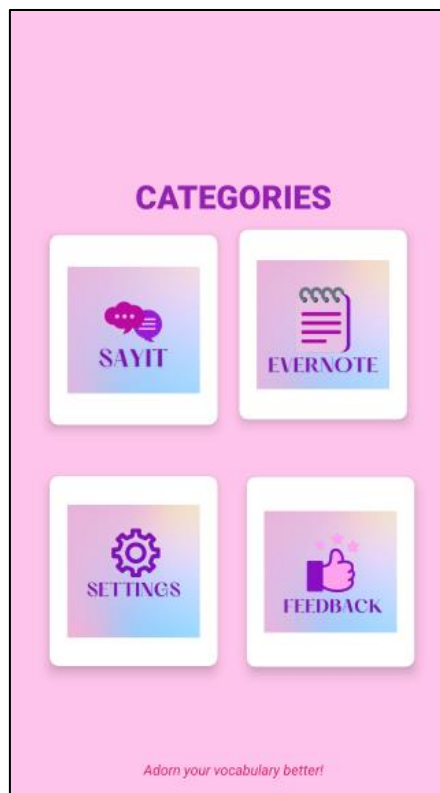 CATEGORIES
SAYIT
EVERNOTE
SETTINGS
FEEDBACK
Adorn your vocabulary better!